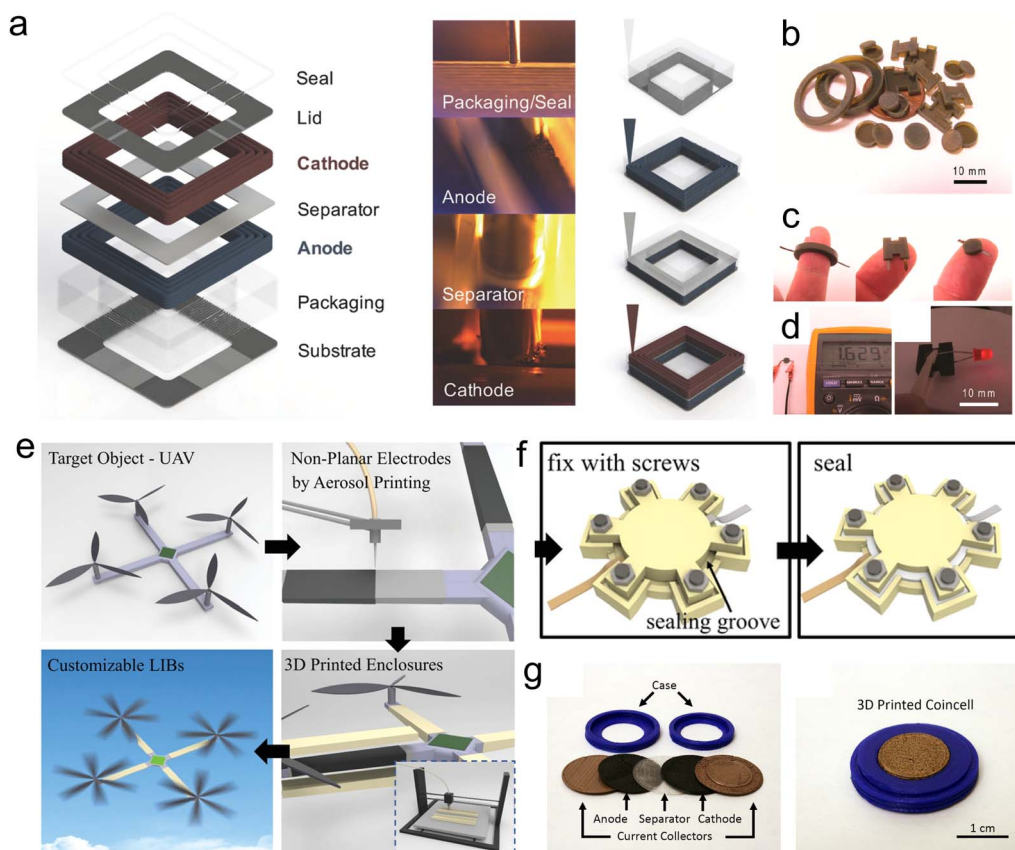 a
Seal
Lid
Cathode
Separator
Anode
Packaging
Substrate
Packaging/Seal
Anode
Separator
Cathode
b
10 mm
c
d
1.629
10 mm
e
Target Object - UAV
Non-Planar Electrodes
by Aerosol Printing
Customizable LIBs
3D Printed Enclosures
f
fix with screws
sealing groove
seal
g
Case
Anode
Separator
Cathode
Current Collectors
3D Printed Coincell
1 cm